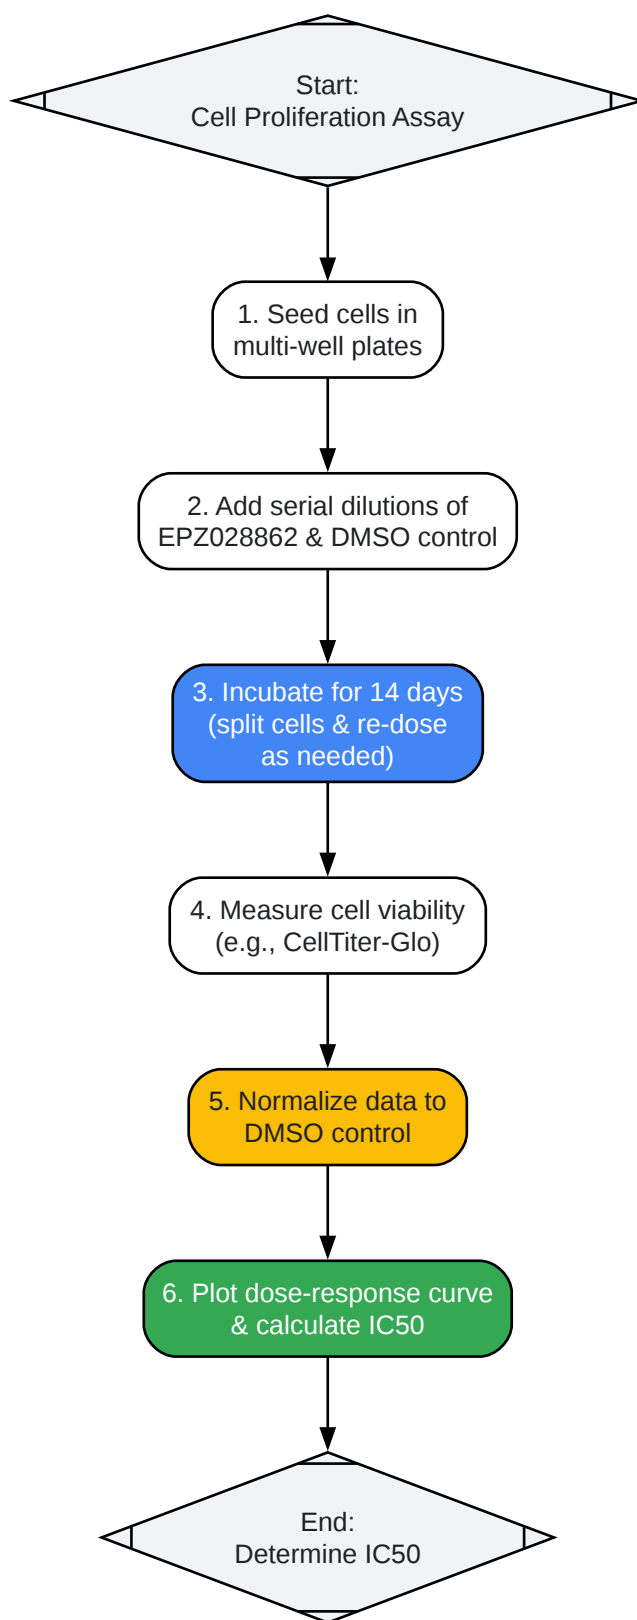 Start:
Cell Proliferation Assay
1. Seed cells in
multi-well plates
2. Add serial dilutions of
EPZ028862 & DMSO control
3. Incubate for 14 days
(split cells & re-dose
as needed)
4. Measure cell viability
(e.g., CellTiter-Glo)
5. Normalize data to
DMSO control
6. Plot dose-response curve
& calculate IC50
End:
Determine IC50